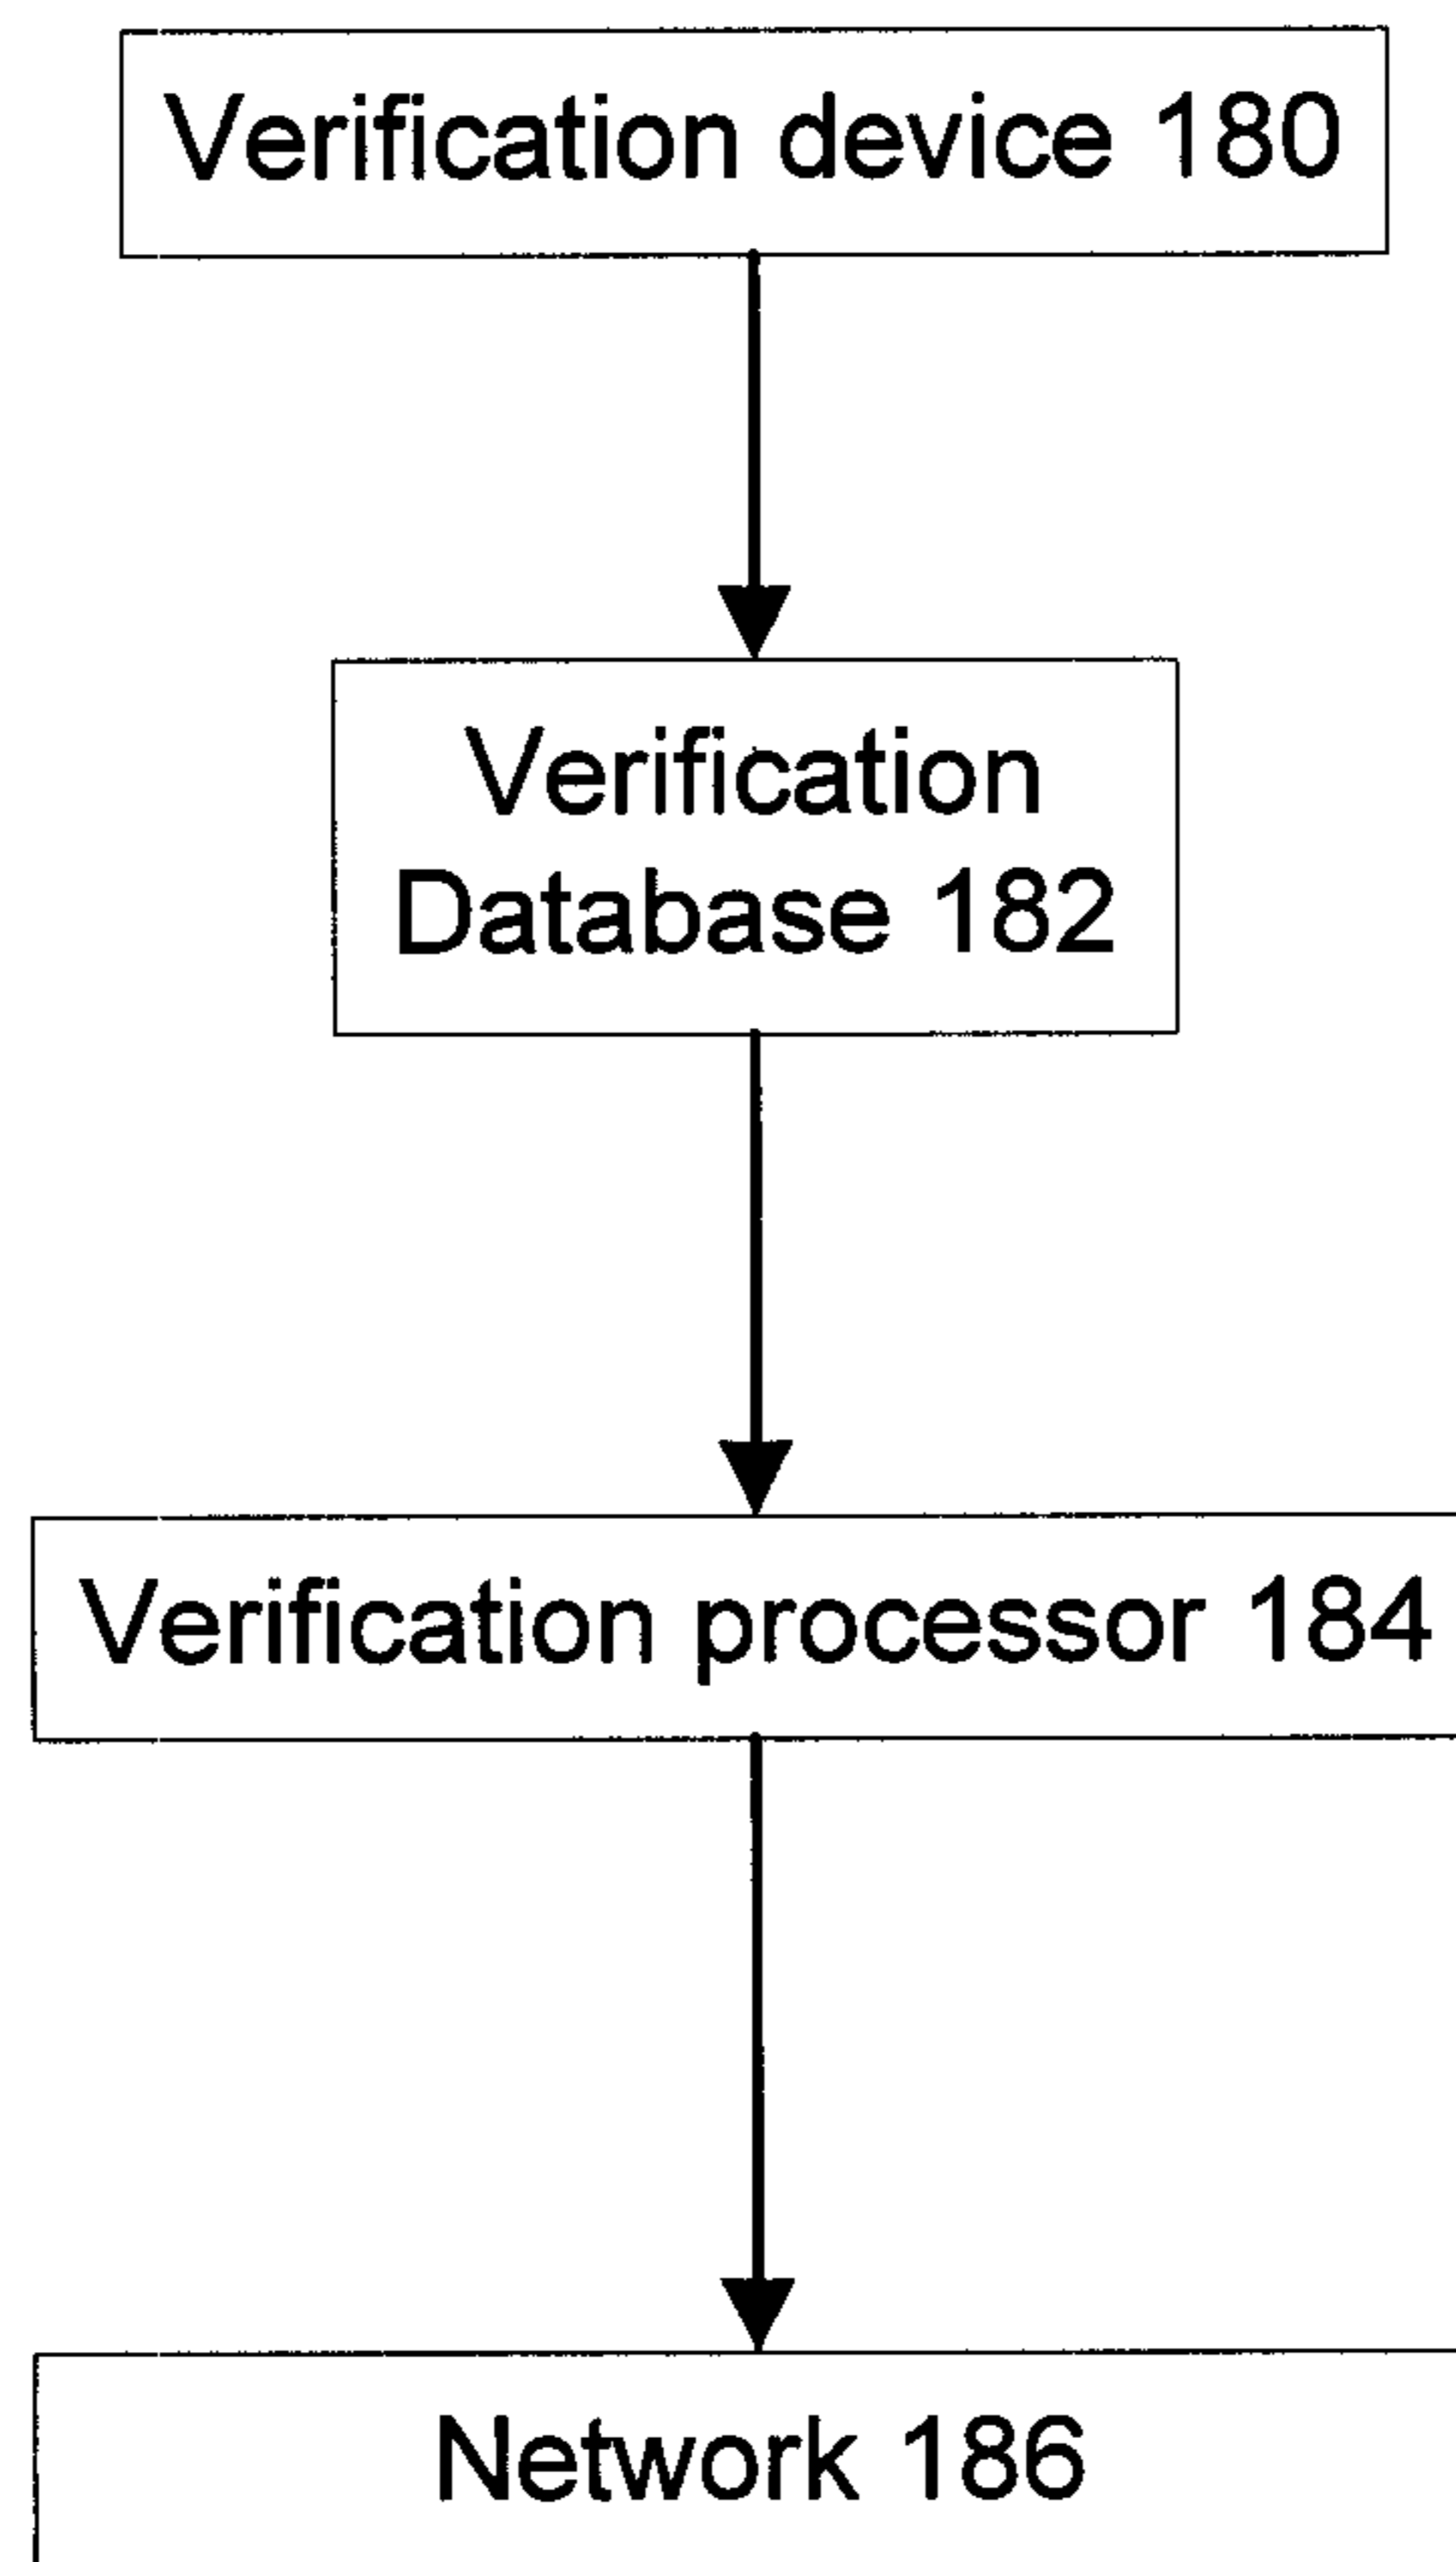 Verification device 180
Verification
Database 182
Verification processor 184
Network 186